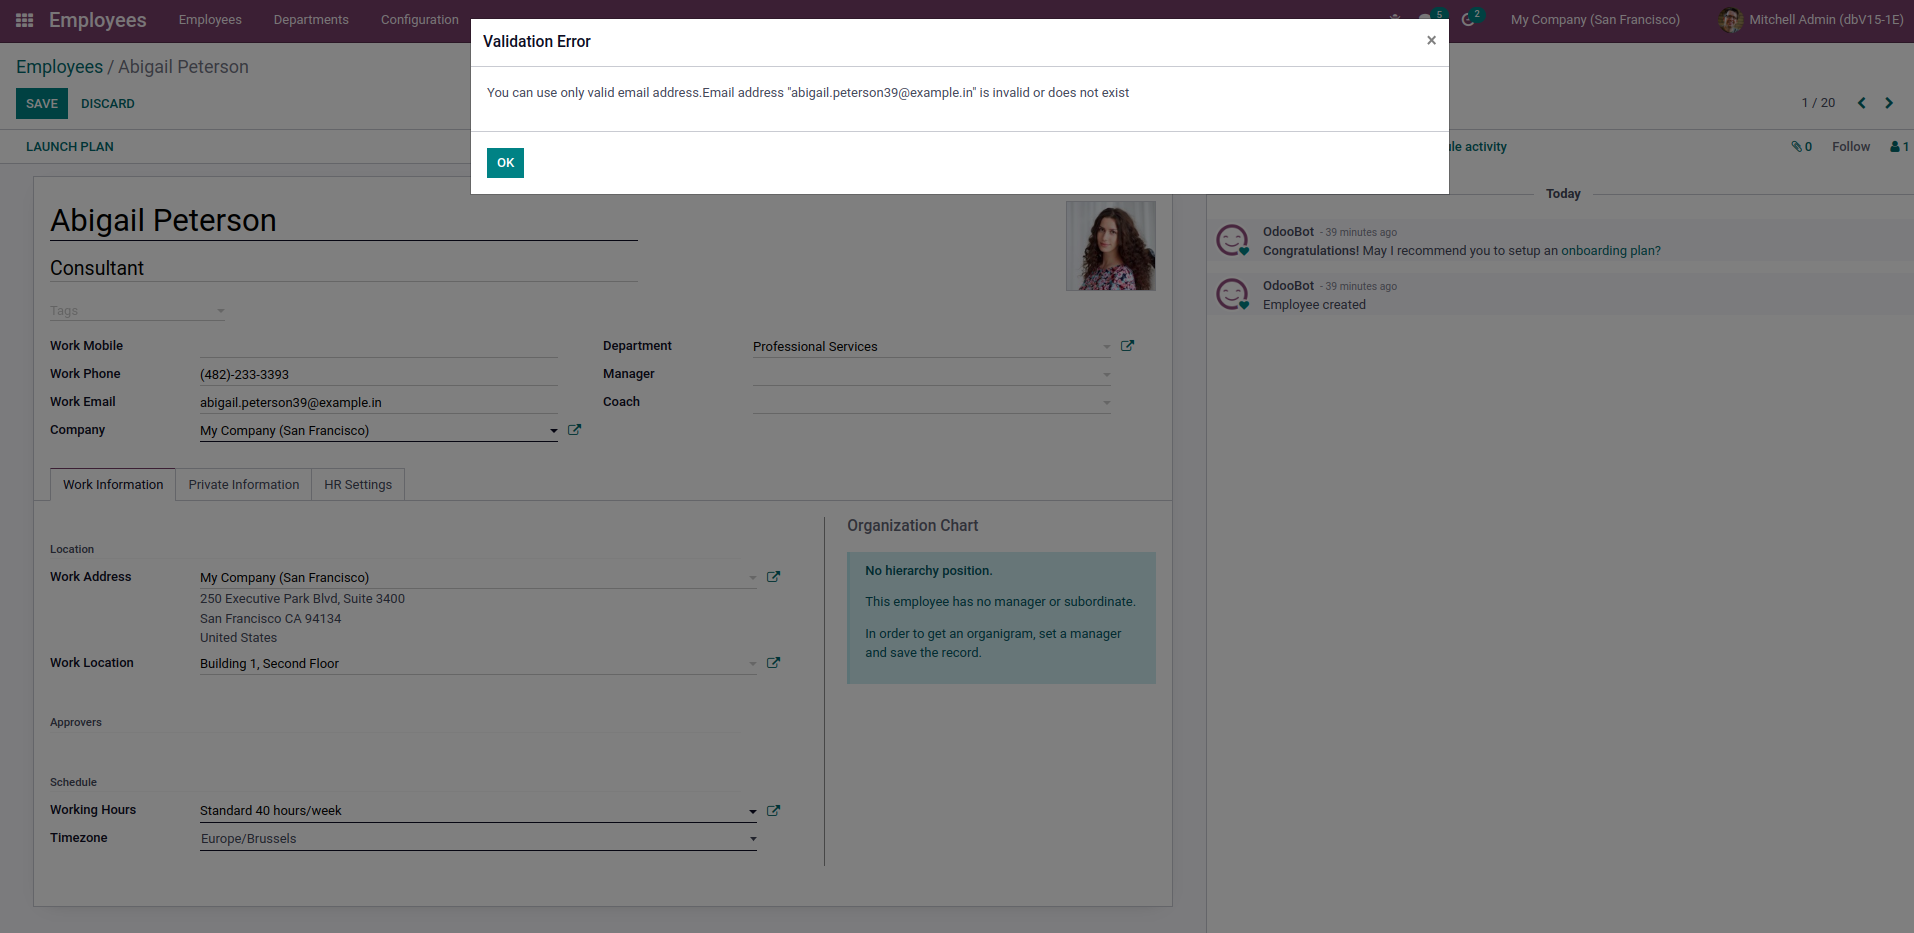 Employees Employees Departments Configuration 5 2 My Company (San Francisco) Mitchell Admin (dbV15-1E)
Validation Error ×
You can use only valid email address.Email address "abigail.peterson39@example.in" is invalid or does not exist
OK
Employees / Abigail Peterson
SAVE DISCARD 1 / 20
LAUNCH PLAN le activity 0 Follow 1
Abigail Peterson
Consultant
Tags
Work Mobile
Work Phone (482)-233-3393
Work Email abigail.peterson39@example.in
Company My Company (San Francisco)
Department Professional Services
Manager
Coach
Work Information Private Information HR Settings
Location
Work Address My Company (San Francisco)
250 Executive Park Blvd, Suite 3400
San Francisco CA 94134
United States
Work Location Building 1, Second Floor
Approvers
Schedule
Working Hours Standard 40 hours/week
Timezone Europe/Brussels
Organization Chart
No hierarchy position.
This employee has no manager or subordinate.
In order to get an organigram, set a manager
and save the record.
Today
OdooBot - 39 minutes ago
Congratulations! May I recommend you to setup an onboarding plan?
OdooBot - 39 minutes ago
Employee created